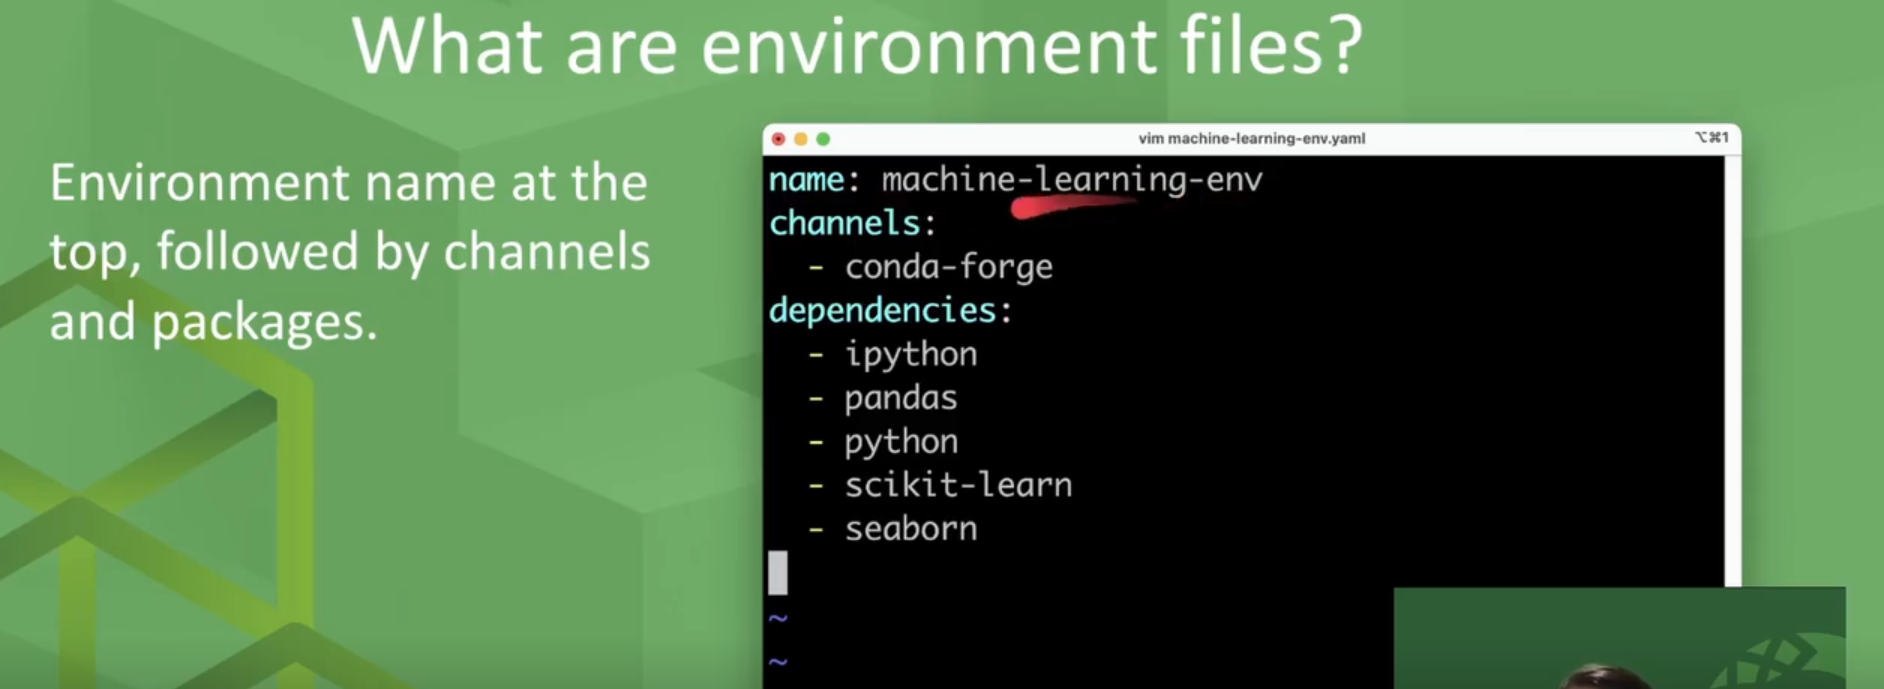 What are environment files?
Environment name at the
top, followed by channels
and packages.
vim machine-learning-env.yaml
⌥⌘1
name: machine-learning-env
channels:
  - conda-forge
dependencies:
  - ipython
  - pandas
  - python
  - scikit-learn
  - seaborn
~
~